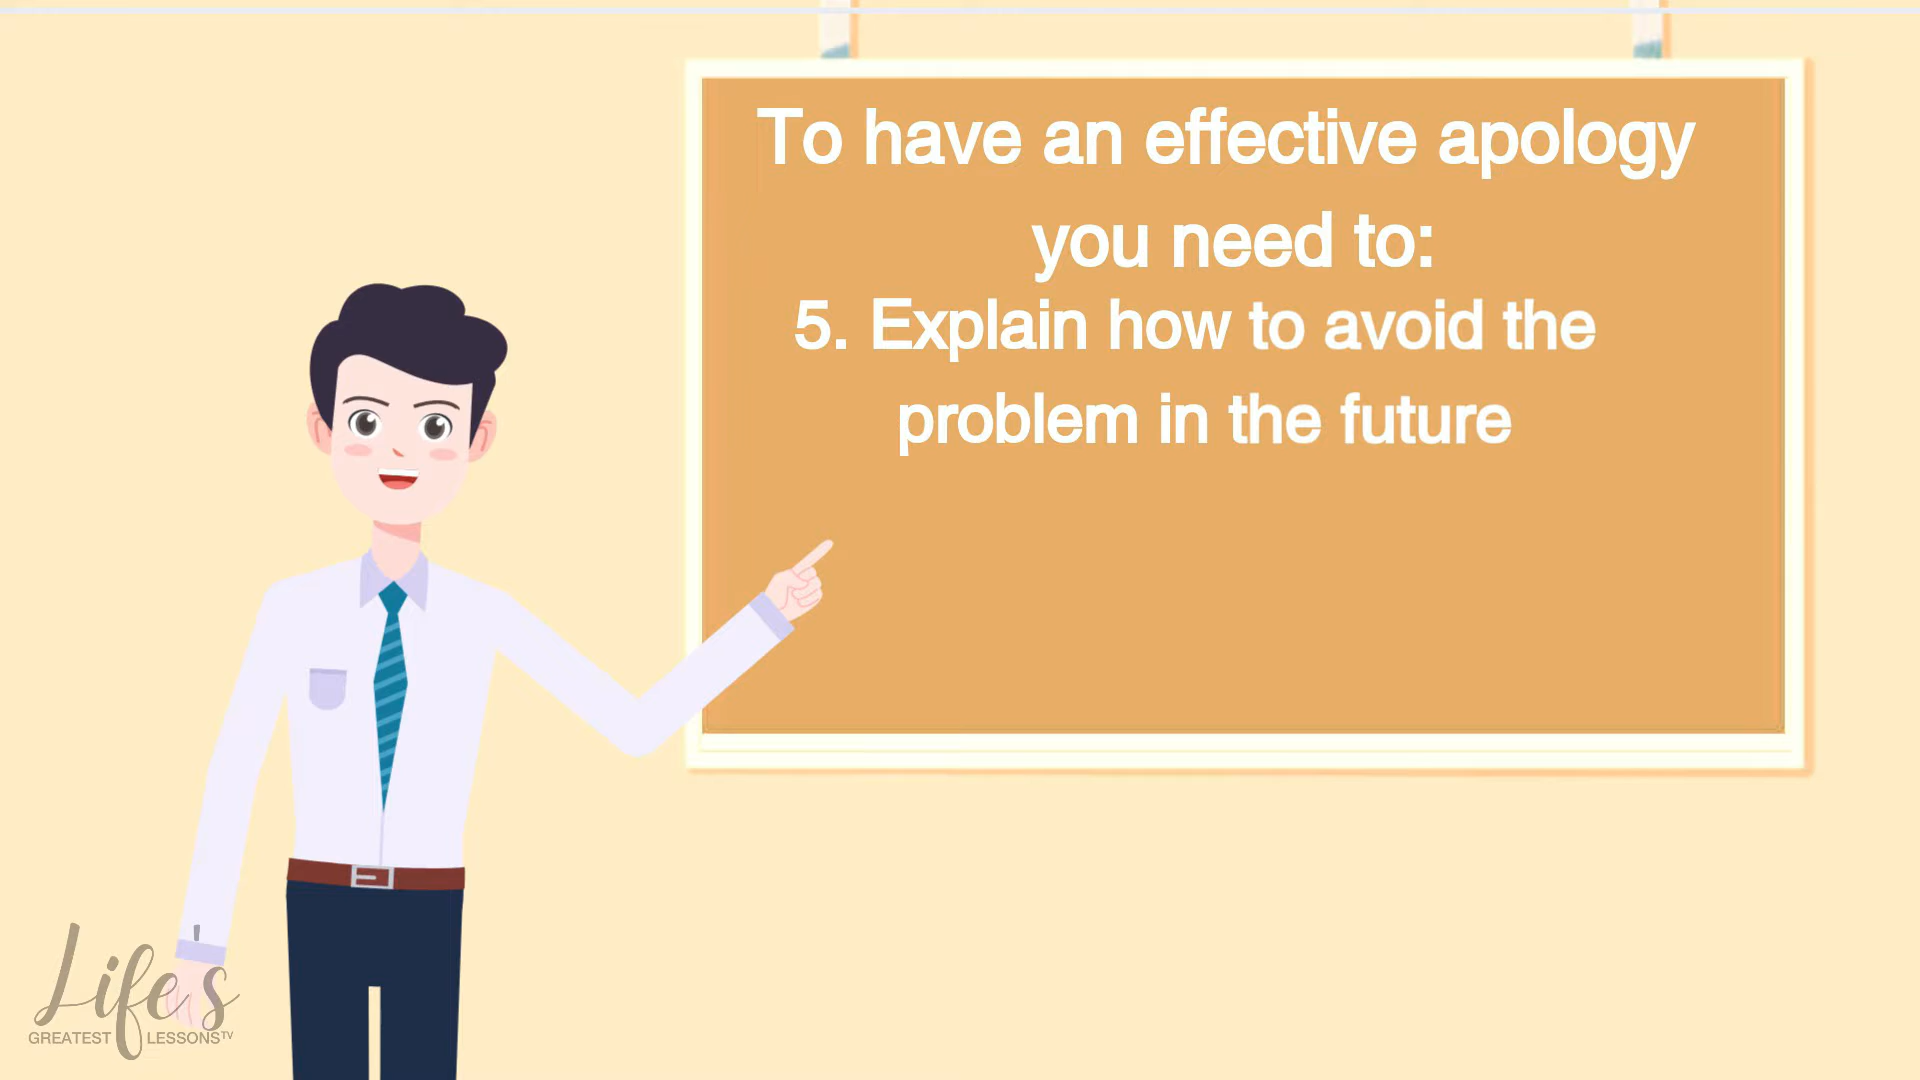 To have an effective apology
you need to:
5. Explain how to avoid the
problem in the future
Life's
GREATEST LESSONS TV